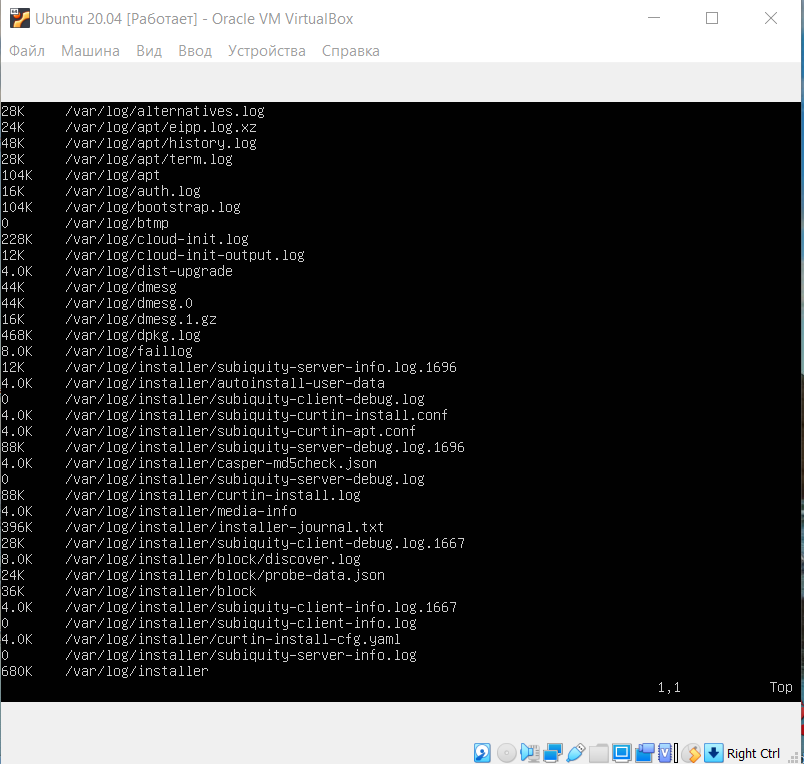 Ubuntu 20.04 [Работает] - Oracle VM VirtualBox
Файл Машина Вид Ввод Устройства Справка
28K /var/log/alternatives.log
24K /var/log/apt/eipp.log.xz
48K /var/log/apt/history.log
28K /var/log/apt/term.log
104K /var/log/apt
16K /var/log/auth.log
104K /var/log/bootstrap.log
0 /var/log/btmp
228K /var/log/cloud-init.log
12K /var/log/cloud-init-output.log
4.0K /var/log/dist-upgrade
44K /var/log/dmesg
44K /var/log/dmesg.0
16K /var/log/dmesg.1.gz
468K /var/log/dpkg.log
8.0K /var/log/faillog
12K /var/log/installer/subiquity-server-info.log.1696
4.0K /var/log/installer/autoinstall-user-data
0 /var/log/installer/subiquity-client-debug.log
4.0K /var/log/installer/subiquity-curtin-install.conf
4.0K /var/log/installer/subiquity-curtin-apt.conf
88K /var/log/installer/subiquity-server-debug.log.1696
4.0K /var/log/installer/casper-md5check.json
0 /var/log/installer/subiquity-server-debug.log
88K /var/log/installer/curtin-install.log
4.0K /var/log/installer/media-info
396K /var/log/installer/installer-journal.txt
28K /var/log/installer/subiquity-client-debug.log.1667
8.0K /var/log/installer/block/discover.log
24K /var/log/installer/block/probe-data.json
36K /var/log/installer/block
4.0K /var/log/installer/subiquity-client-info.log.1667
0 /var/log/installer/subiquity-client-info.log
4.0K /var/log/installer/curtin-install-cfg.yaml
0 /var/log/installer/subiquity-server-info.log
680K /var/log/installer
1,1 Top
Right Ctrl